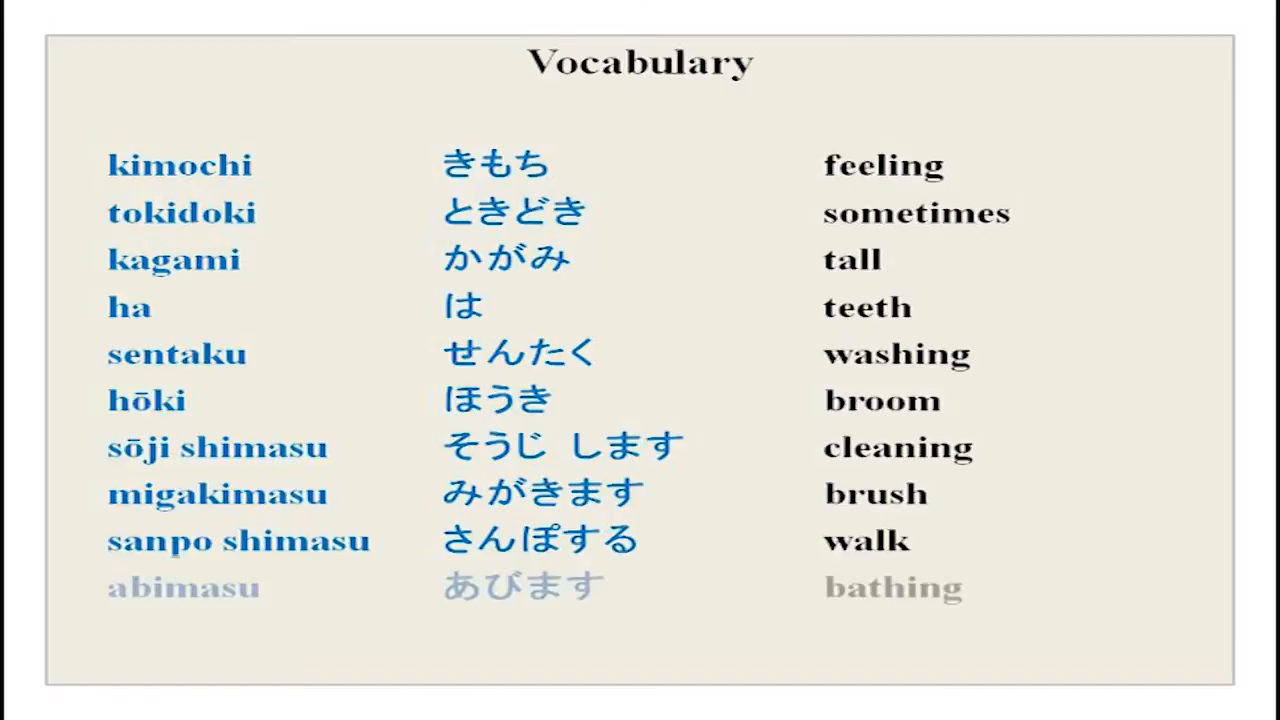 Vocabulary
kimochi きもち feeling
tokidoki ときどき sometimes
kagami かがみ tall
ha は teeth
sentaku せんたく washing
hōki ほうき broom
sōji shimasu そうじ します cleaning
migakimasu みがきます brush
sanpo shimasu さんぽする walk
abimasu あびます bathing